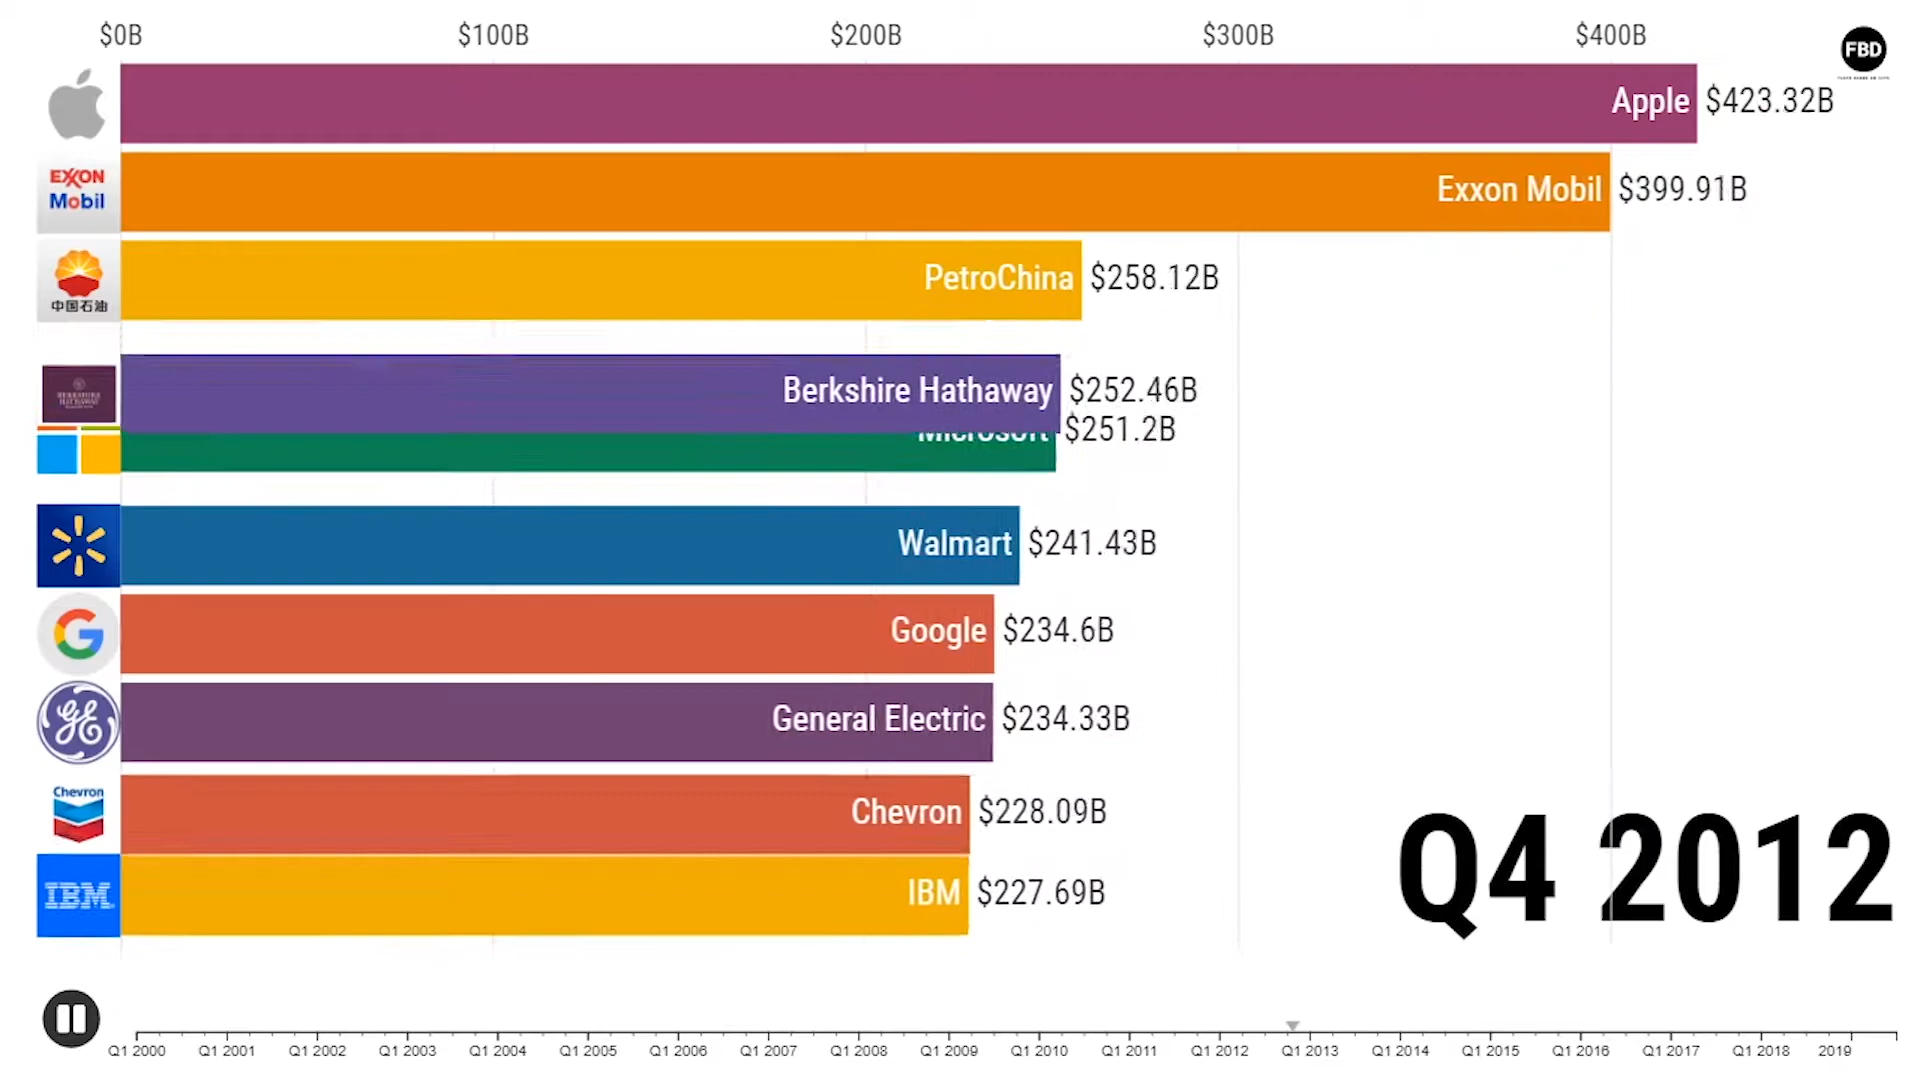 $0B $100B $200B $300B $400B
FBD
Apple $423.32B
EXXON
Mobil
Exxon Mobil $399.91B
中国石油
PetroChina $258.12B
BERKSHIRE
HATHAWAY
Berkshire Hathaway $252.46B
Microsoft $251.2B
Walmart $241.43B
G
Google $234.6B
GE
General Electric $234.33B
Chevron
Chevron $228.09B
IBM
IBM $227.69B
Q4 2012
Q1 2000 Q1 2001 Q1 2002 Q1 2003 Q1 2004 Q1 2005 Q1 2006 Q1 2007 Q1 2008 Q1 2009 Q1 2010 Q1 2011 Q1 2012 Q1 2013 Q1 2014 Q1 2015 Q1 2016 Q1 2017 Q1 2018 2019